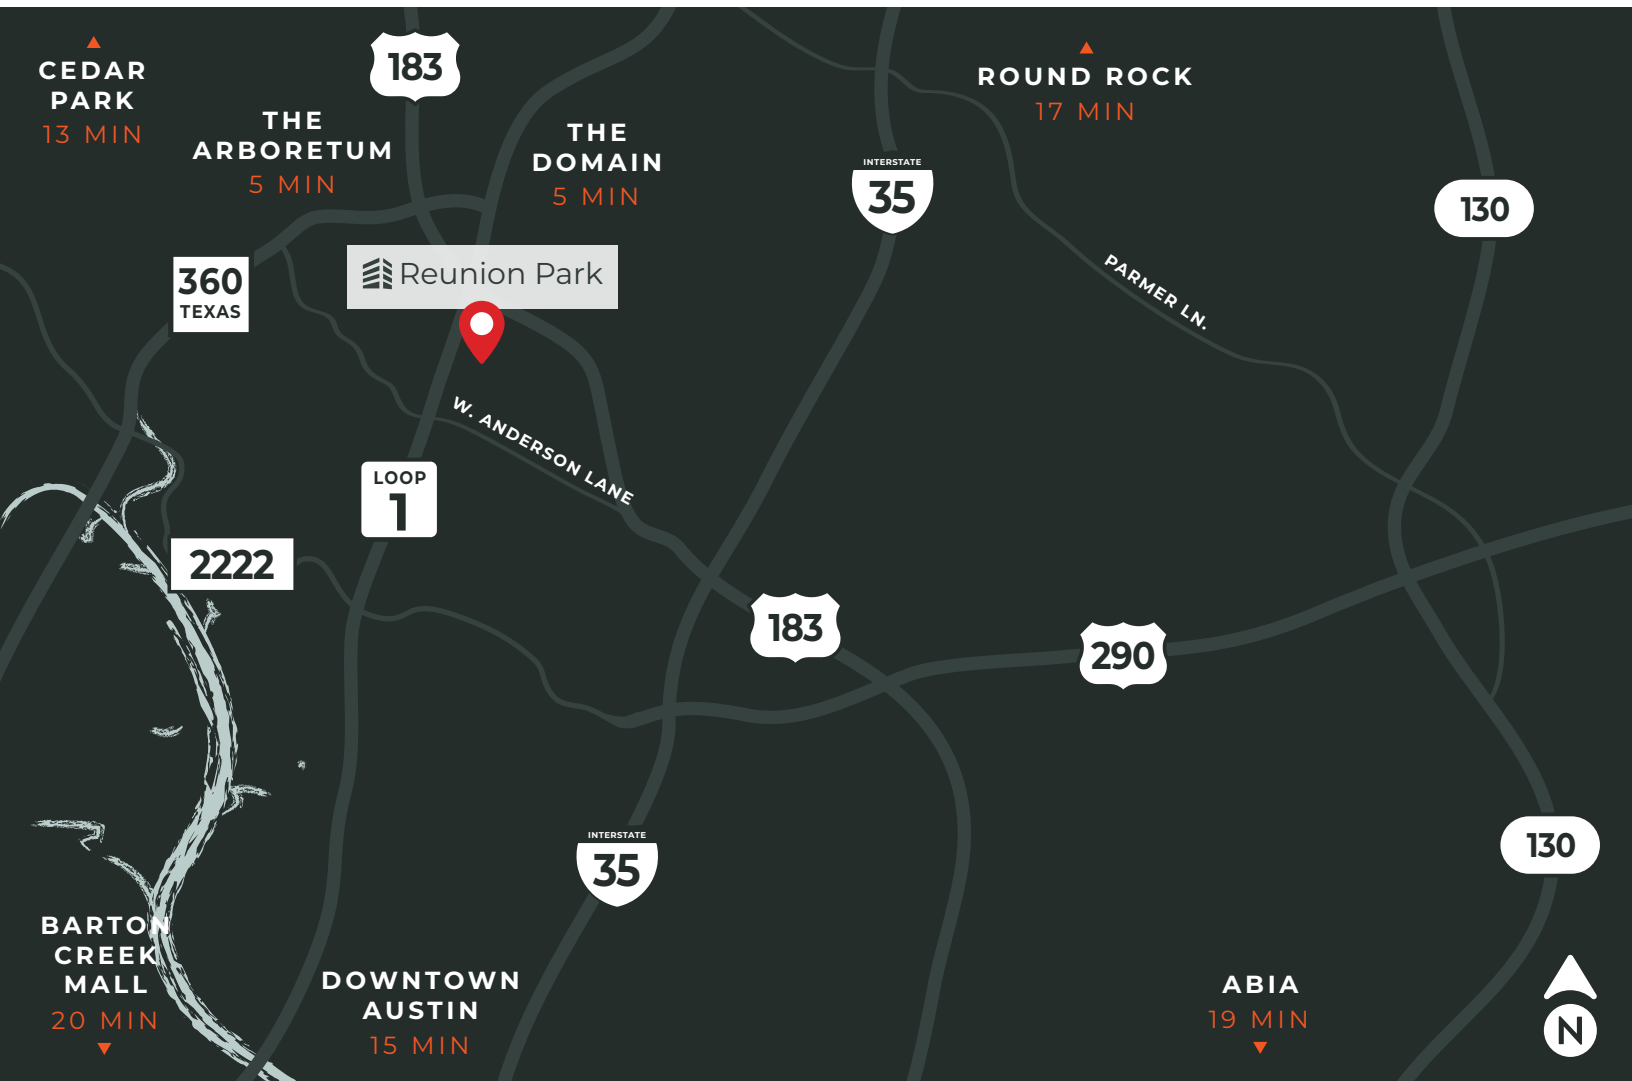 CEDAR
PARK
13 MIN
183
THE
ARBORETUM
5 MIN
THE
DOMAIN
5 MIN
INTERSTATE
35
ROUND ROCK
17 MIN
130
360
TEXAS
Reunion Park
PARMER LN.
W. ANDERSON LANE
LOOP
1
2222
183
290
INTERSTATE
35
130
BARTON
CREEK
MALL
20 MIN
DOWNTOWN
AUSTIN
15 MIN
ABIA
19 MIN
N